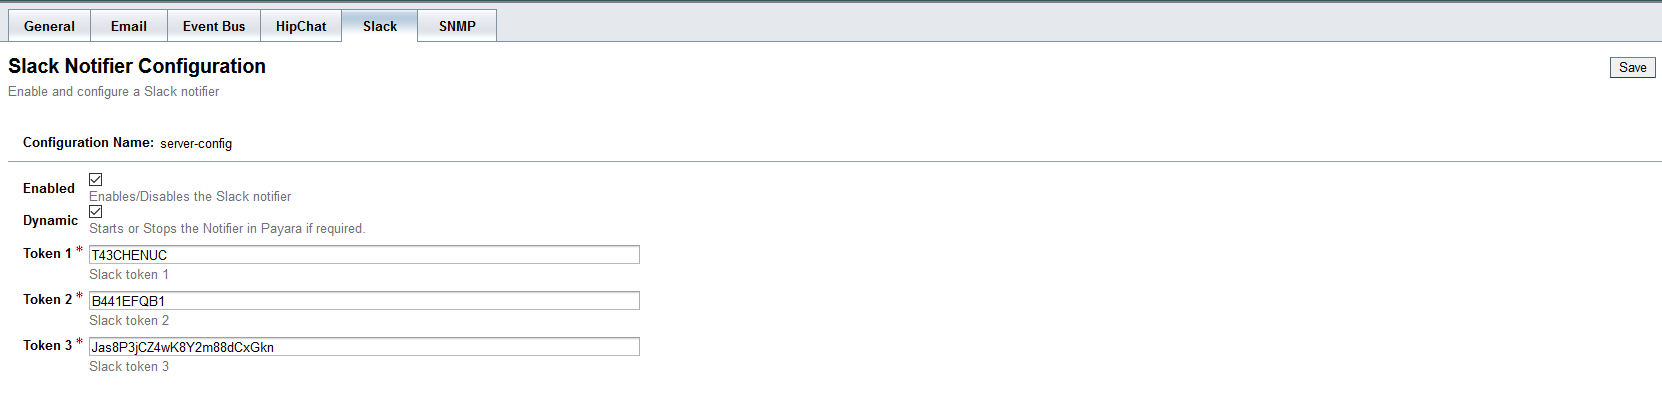 General Email Event Bus HipChat Slack SNMP
Slack Notifier Configuration
Save
Enable and configure a Slack notifier
Configuration Name: server-config
Enabled
Enables/Disables the Slack notifier
Dynamic
Starts or Stops the Notifier in Payara if required.
Token 1 * T43CHENUC
Slack token 1
Token 2 * B441EFQB1
Slack token 2
Token 3 * Jas8P3jCZ4wK8Y2m88dCxGkn
Slack token 3